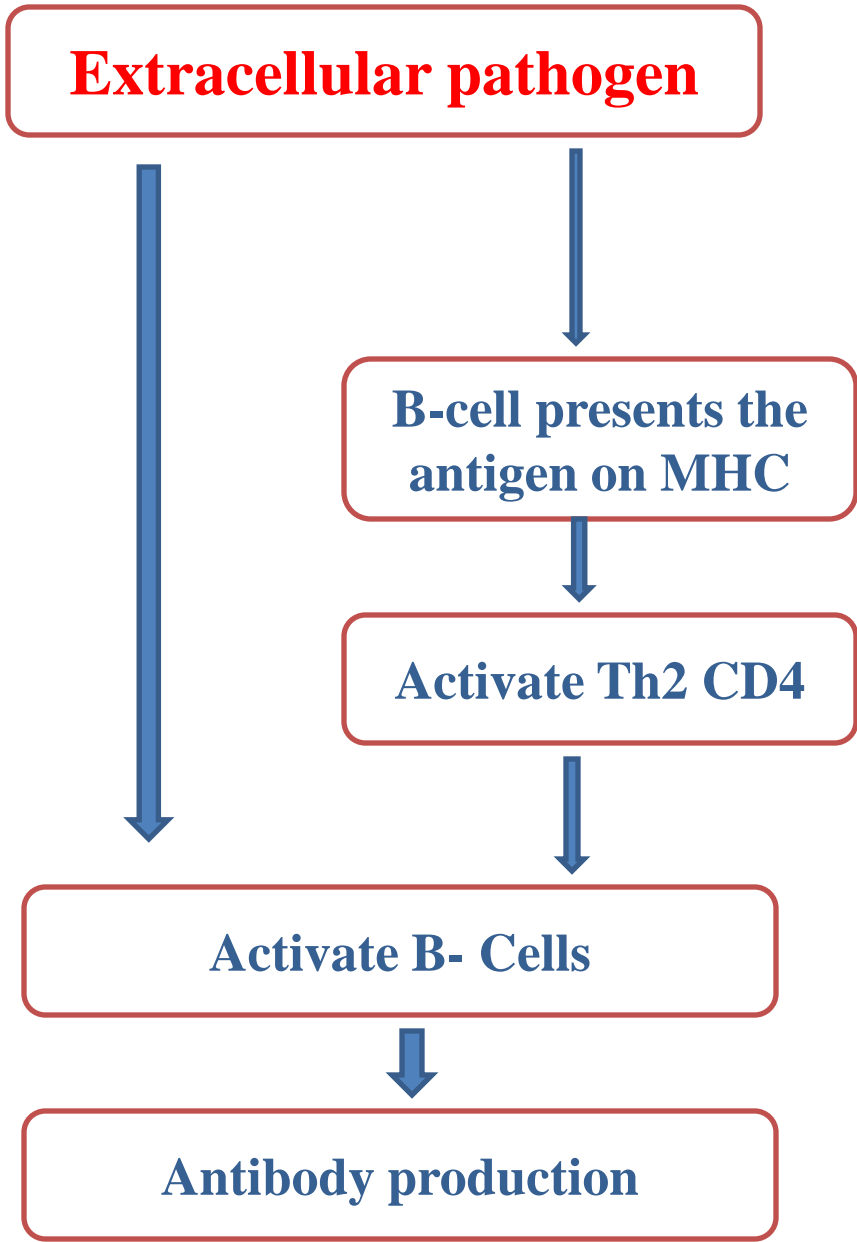 Extracellular pathogen
B-cell presents the
antigen on MHC
Activate Th2 CD4
Activate B- Cells
Antibody production